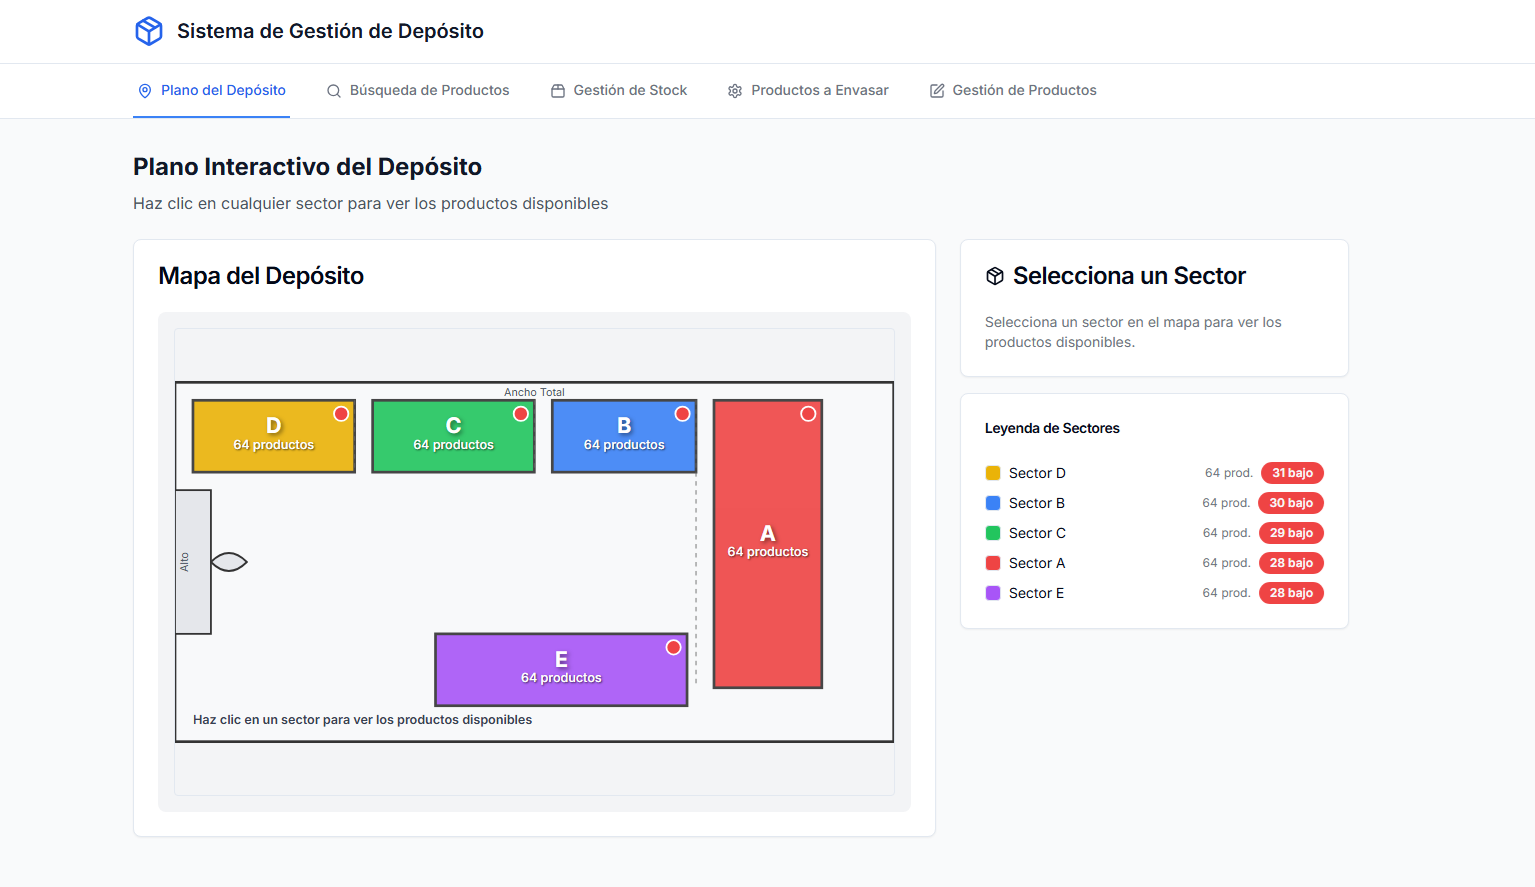 Sistema de Gestión de Depósito
Plano del Depósito
Búsqueda de Productos
Gestión de Stock
Productos a Envasar
Gestión de Productos
Plano Interactivo del Depósito
Haz clic en cualquier sector para ver los productos disponibles
Mapa del Depósito
Ancho Total
D
64 productos
C
64 productos
B
64 productos
A
64 productos
Alto
E
64 productos
Haz clic en un sector para ver los productos disponibles
Selecciona un Sector
Selecciona un sector en el mapa para ver los
productos disponibles.
Leyenda de Sectores
Sector D 64 prod. 31 bajo
Sector B 64 prod. 30 bajo
Sector C 64 prod. 29 bajo
Sector A 64 prod. 28 bajo
Sector E 64 prod. 28 bajo